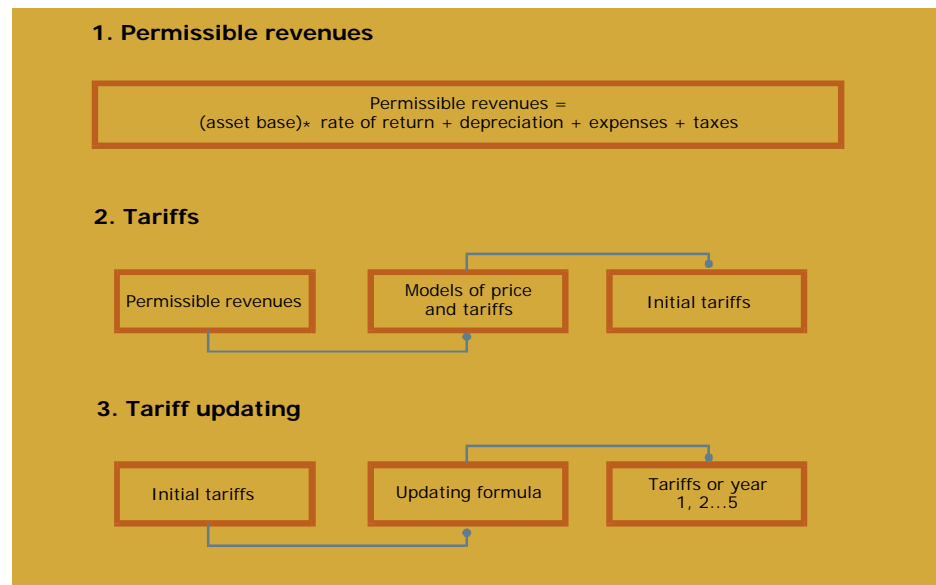 1. Permissible revenues
Permissible revenues =
(asset base)* rate of return + depreciation + expenses + taxes
2. Tariffs
Permissible revenues
Models of price
and tariffs
Initial tariffs
3. Tariff updating
Initial tariffs
Updating formula
Tariffs or year
1, 2...5